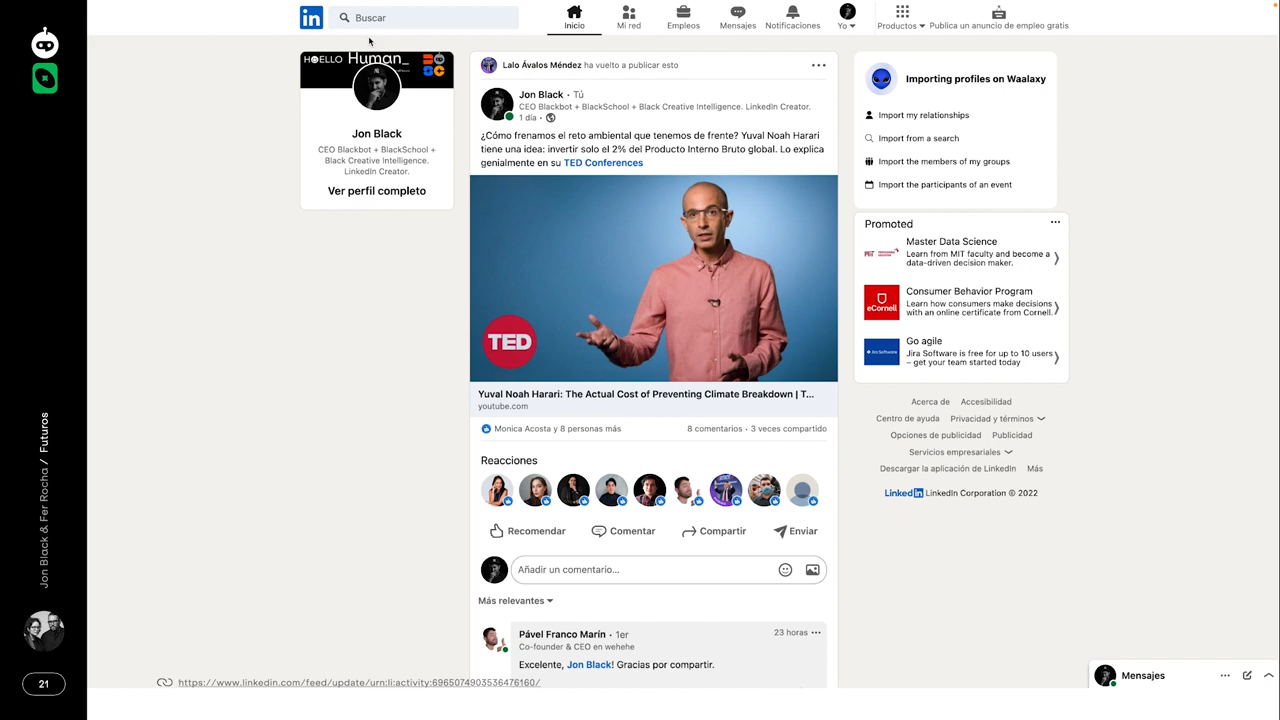 in
Buscar
Inicio
Mi red
Empleos
Mensajes
Notificaciones
Yo
Productos
Publica un anuncio de empleo gratis
HOELLO Human_
Jon Black
CEO Blackbot + BlackSchool +
Black Creative Intelligence.
LinkedIn Creator.
Ver perfil completo
Lalo Ávalos Méndez ha vuelto a publicar esto
Jon Black • Tú
CEO Blackbot + BlackSchool + Black Creative Intelligence. LinkedIn Creator.
1 día •
¿Cómo frenamos el reto ambiental que tenemos de frente? Yuval Noah Harari
tiene una idea: invertir solo el 2% del Producto Interno Bruto global. Lo explica
genialmente en su TED Conferences
TED
Yuval Noah Harari: The Actual Cost of Preventing Climate Breakdown | T...
youtube.com
Monica Acosta y 8 personas más
8 comentarios • 3 veces compartido
Reacciones
Recomendar
Comentar
Compartir
Enviar
Añadir un comentario...
Más relevantes
Pável Franco Marín • 1er
23 horas
Co-founder & CEO en wehehe
Excelente, Jon Black! Gracias por compartir.
https://www.linkedin.com/feed/update/urn:li:activity:6965074903536476160/
Importing profiles on Waalaxy
Import my relationships
Import from a search
Import the members of my groups
Import the participants of an event
Promoted
Master Data Science
Learn from MIT faculty and become a
data-driven decision maker.
eCornell
Consumer Behavior Program
Learn how consumers make decisions
with an online certificate from Cornell.
Jira Software
Go agile
Jira Software is free for up to 10 users
– get your team started today
Acerca de
Accesibilidad
Centro de ayuda
Privacidad y términos
Opciones de publicidad
Publicidad
Servicios empresariales
Descargar la aplicación de LinkedIn
Más
Linked in LinkedIn Corporation © 2022
Mensajes
Jon Black & Fer Rocha / Futuros
21